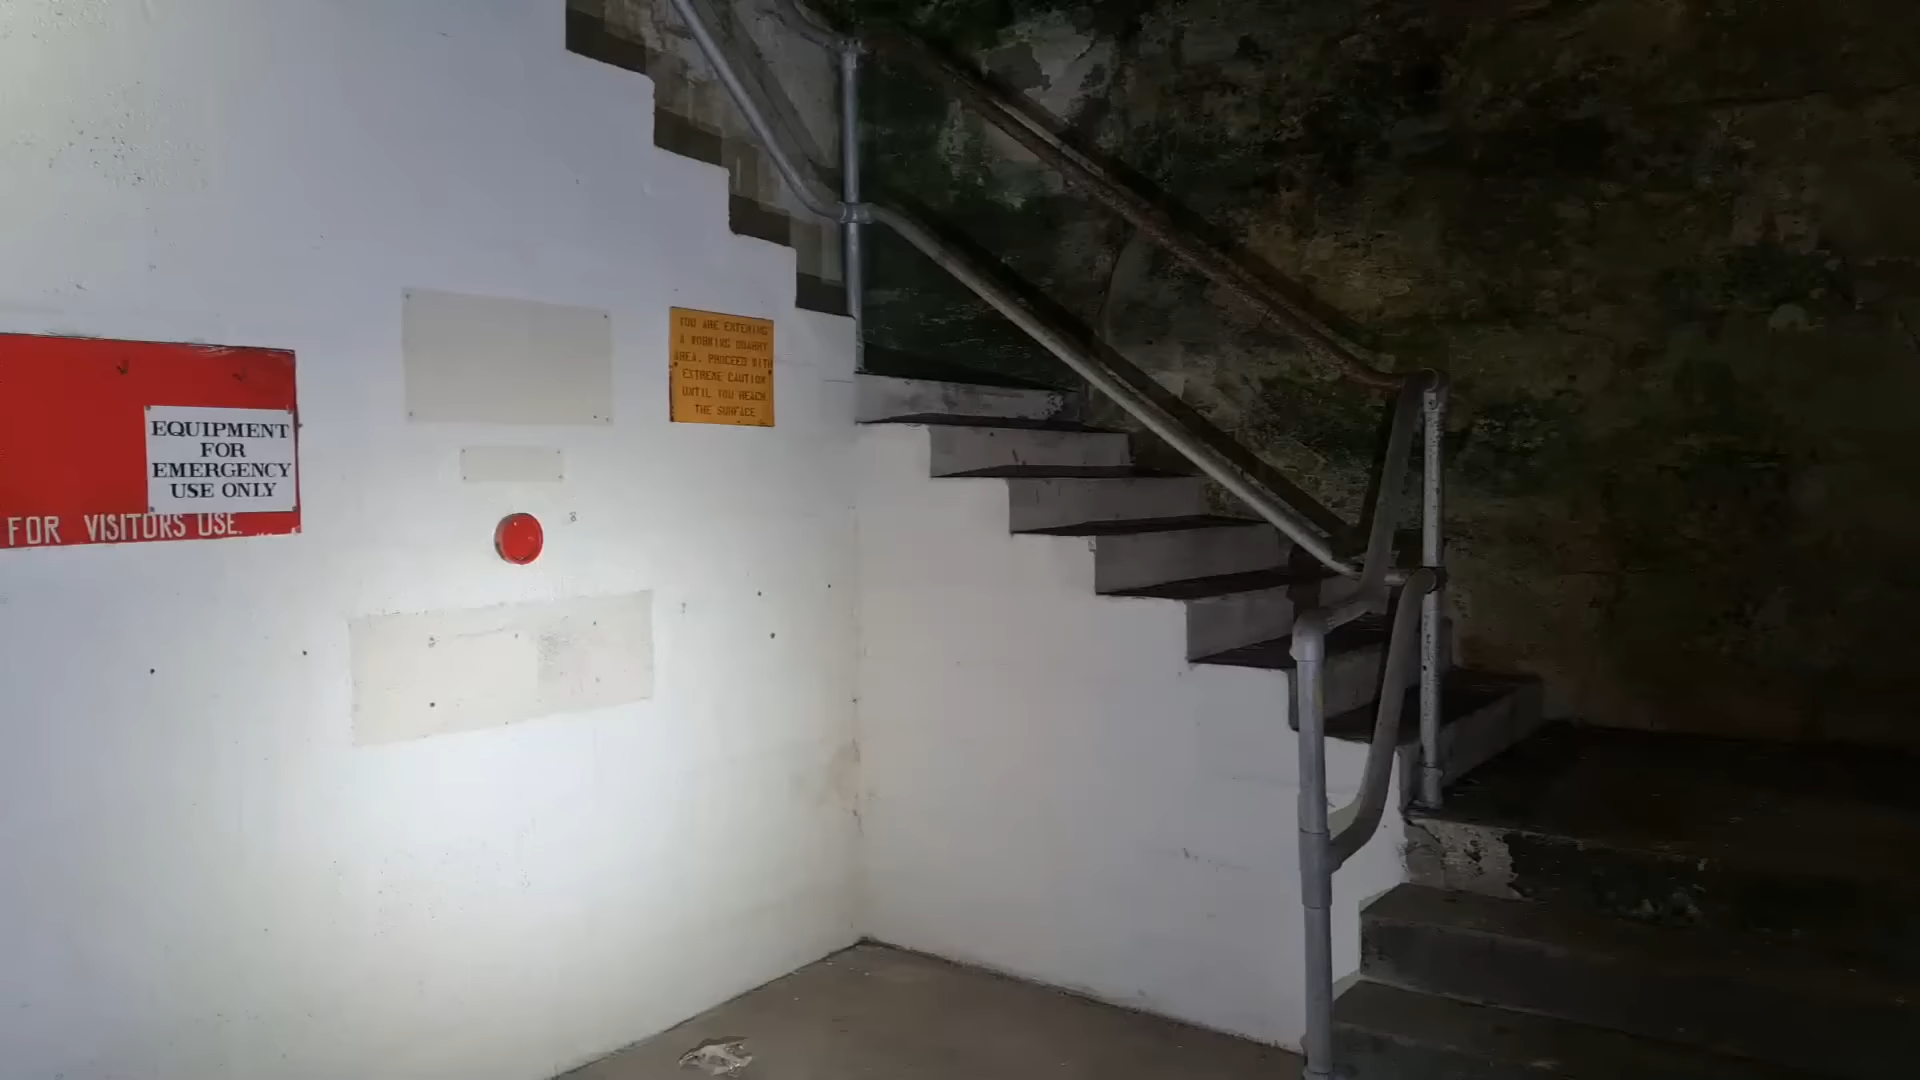 EQUIPMENT
FOR
EMERGENCY
USE ONLY
FOR VISITORS USE.
YOU ARE ENTERING
A WORKING QUARRY
AREA. PROCEED WITH
EXTREME CAUTION
UNTIL YOU REACH
THE SURFACE